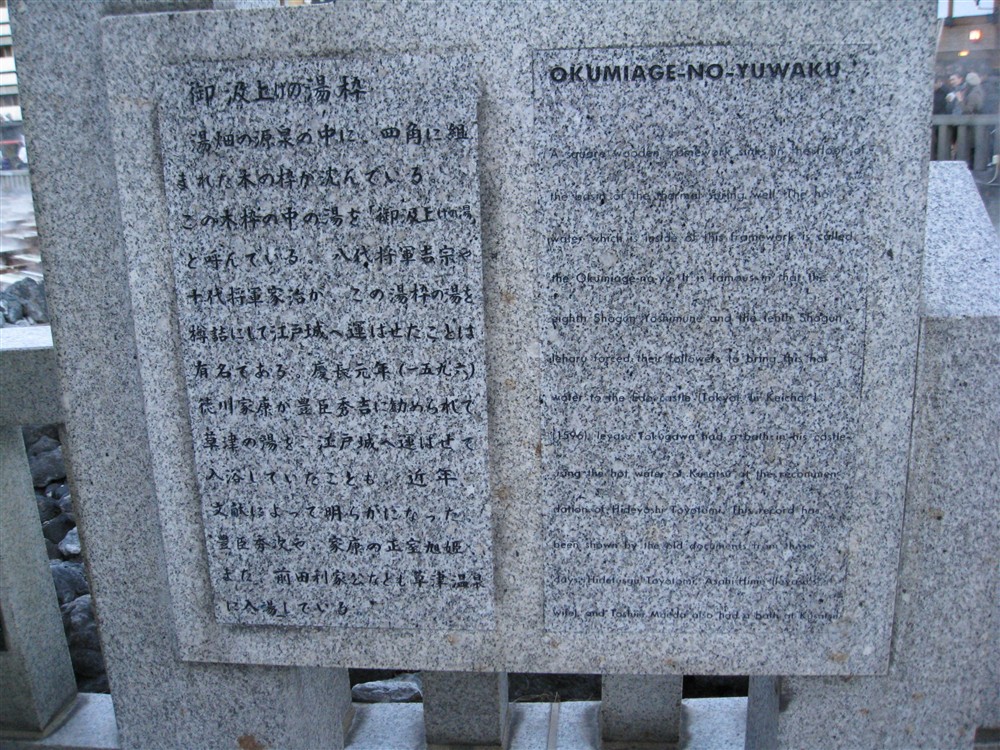 御汲上げの湯枠
湯畑の源泉の中に、四角に組
まれた木の枠が沈んでいる。
この木枠の中の湯を「御汲上げの湯」
と呼んでいる。八代将軍吉宗や
十代将軍家治が、この湯枠の湯を
樽詰にして江戸城へ運ばせたことは
有名である。慶長元年(一五九六)
徳川家康が豊臣秀吉に勧められて
草津の湯を、江戸城へ運ばせて
入浴していたことも、近年
文献によって明らかになった。
豊臣秀次や、家康の正室旭姫、
また、前田利家公なども草津温泉
に入湯している。
OKUMIAGE-NO-YUWAKU
A square wooden framework sinks in the floor of
the basin of the thermal spring well. The hot
water which is inside of this framework is called
the Okumiage-no-yu. It is famous in that the
eighth Shogun Yoshimune and the tenth Shogun
Ieharu forced their followers to bring this hot
water to the Edo castle (Tokyo). In Keicho 1
(1596), Ieyasu Tokugawa had a baths in his castle
using the hot water of Kusatsu at the recommen-
dation of Hideyoshi Toyotomi. This record has
been shown by the old documents from those
days. Hidetsugu Toyotomi, Asahi-Hime (Ieyasu's
wife), and Toshiie Maeda also had a bath at Kusatsu.